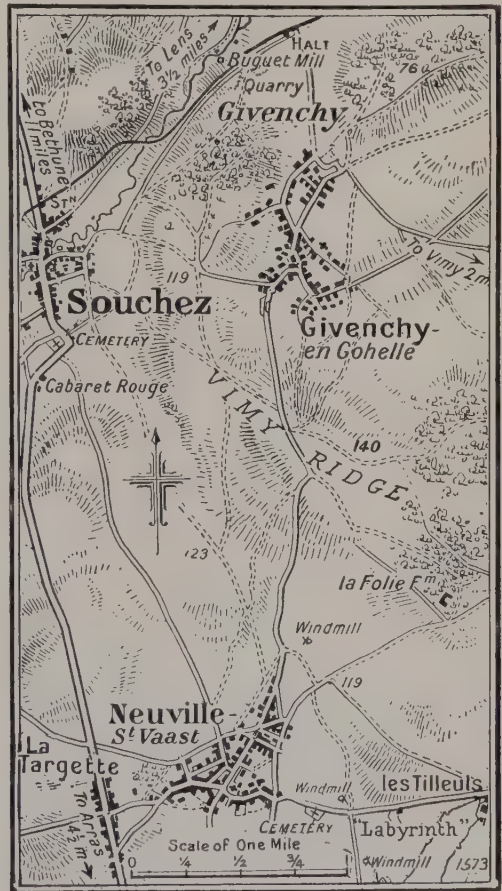 HALT
Buguet Mill
To Lens
3½ miles
Quarry
Givenchy
76
to Bethune
11 miles
STN
119
To VIMY 2m
Souchez
CEMETERY
Cabaret Rouge
Givenchy-
en Gohelle
VIMY RIDGE
140
123
la Folie Fm
Windmill
119
Neuville-
St Vaast
La
Targette
To Arras
4½ m
Windmill
les Tilleuls
CEMETERY
Labyrinth"
Scale of One Mile
0 ¼ ½ ¾ 1
Windmill
1573